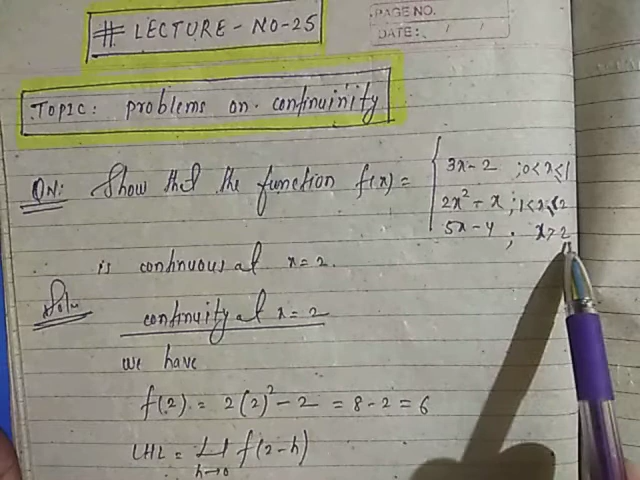 # LECTURE - NO-25
PAGE NO.
DATE: / /
Topic: problems on continuinity
QN: Show that the function f(x) = { 3x-2 ; 0<x≤1
2x² - x ; 1<x≤2
5x-4 ; x>2
is continuous at x=2.
Soln
continuity at x=2
we have
f(2) = 2(2)² - 2 = 8-2 = 6
LHL = Lt f(2-h)
h→0